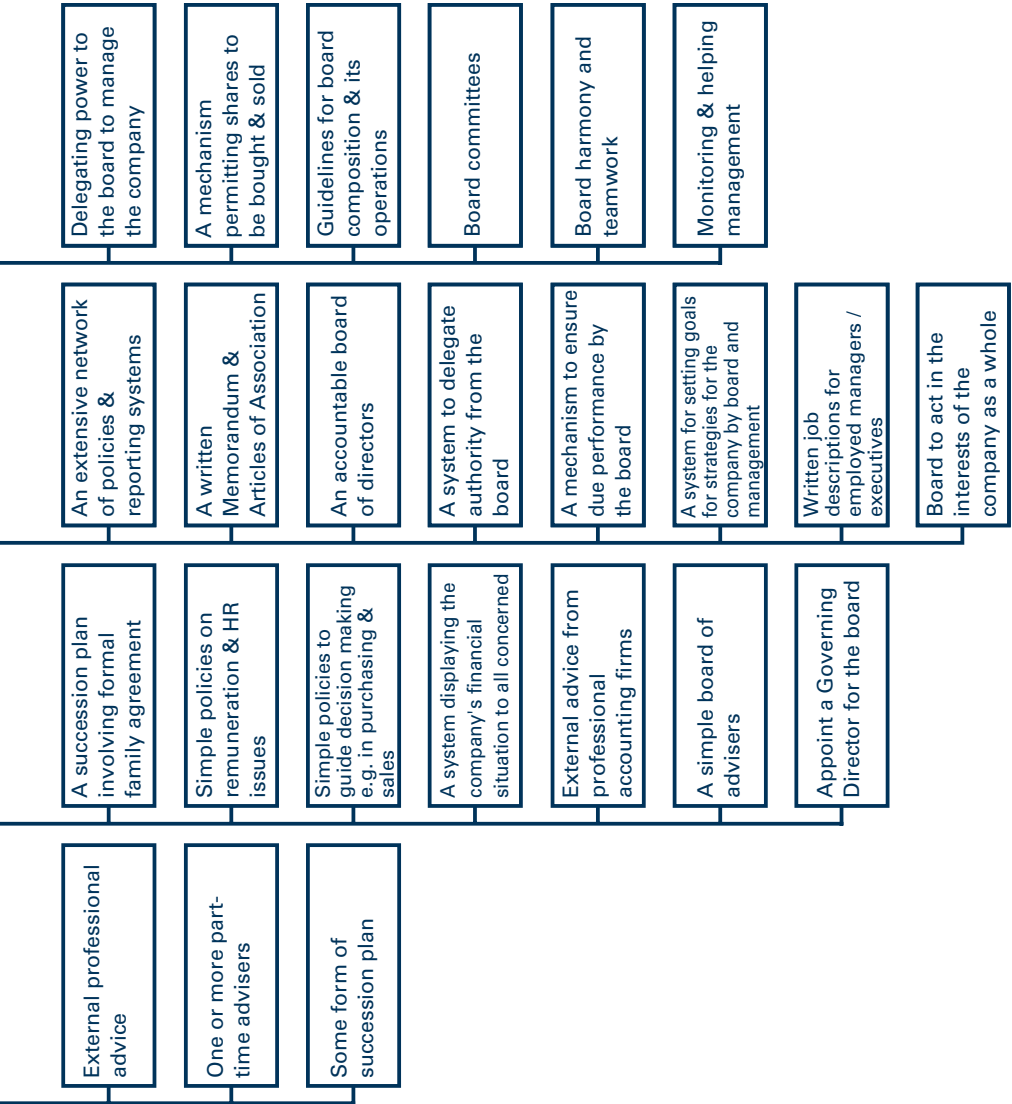 External professional
advice
One or more part-
time advisers
Some form of
succession plan
A succession plan
involving formal
family agreement
Simple policies on
remuneration & HR
issues
Simple policies to
guide decision making
e.g. in purchasing &
sales
A system displaying the
company's financial
situation to all concerned
External advice from
professional
accounting firms
A simple board of
advisers
Appoint a Governing
Director for the board
An extensive network
of policies &
reporting systems
A written
Memorandum &
Articles of Association
An accountable board
of directors
A system to delegate
authority from the
board
A mechanism to ensure
due performance by
the board
A system for setting goals
for strategies for the
company by board and
management
Written job
descriptions for
employed managers /
executives
Board to act in the
interests of the
company as a whole
Delegating power to
the board to manage
the company
A mechanism
permitting shares to
be bought & sold
Guidelines for board
composition & its
operations
Board committees
Board harmony and
teamwork
Monitoring & helping
management